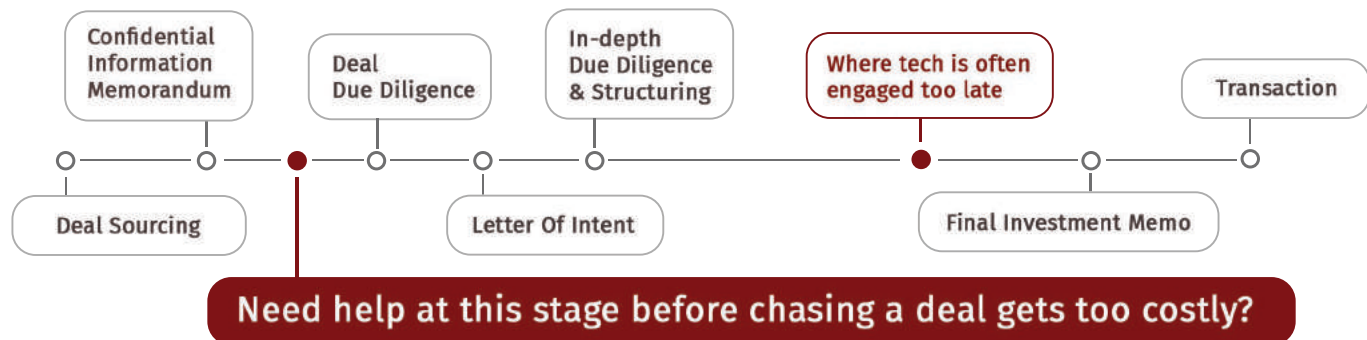 Confidential
Information
Memorandum
Deal
Due Diligence
In-depth
Due Diligence
& Structuring
Where tech is often
engaged too late
Transaction
Deal Sourcing
Letter Of Intent
Final Investment Memo
Need help at this stage before chasing a deal gets too costly?